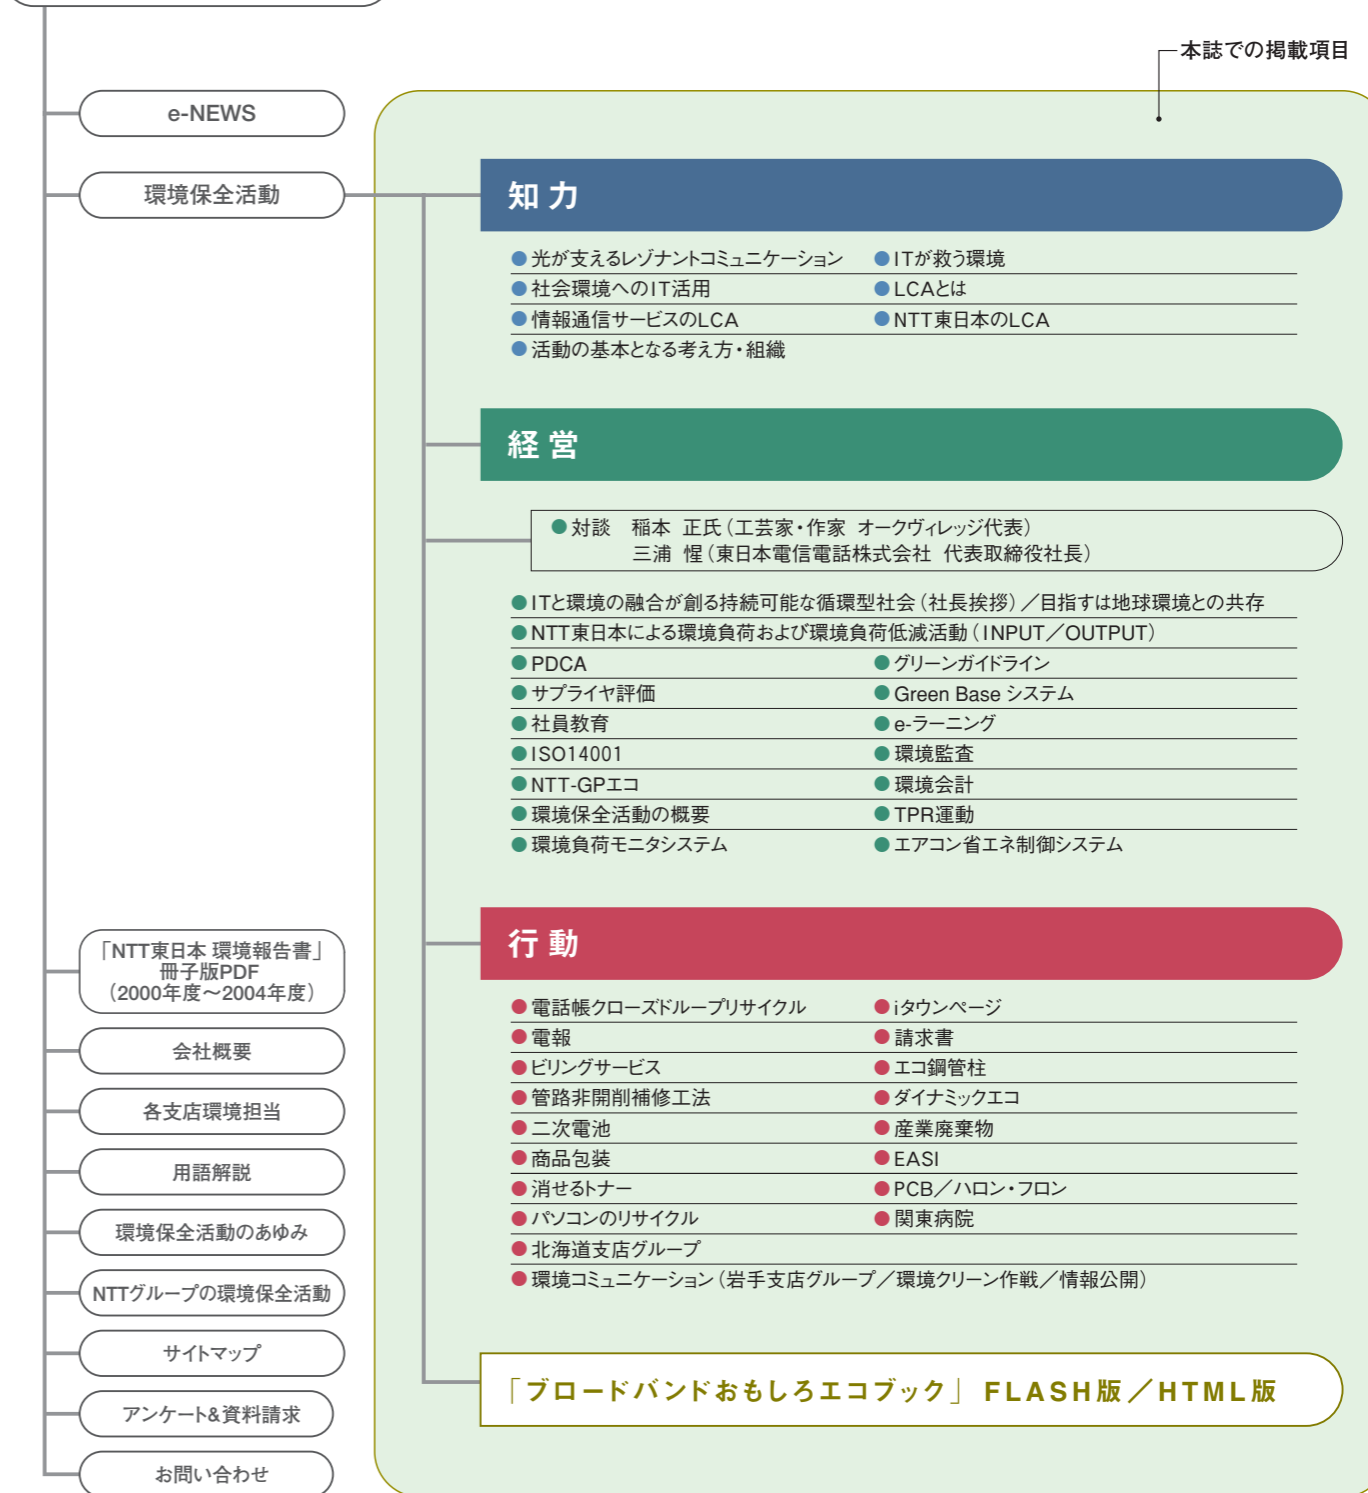 本誌での掲載項目
e-NEWS
環境保全活動
知力
●光が支えるレゾナントコミュニケーション ●ITが救う環境
●社会環境へのIT活用 ●LCAとは
●情報通信サービスのLCA ●NTT東日本のLCA
●活動の基本となる考え方・組織
経営
●対談 稲本 正氏（工芸家・作家 オークヴィレッジ代表）
三浦 惺（東日本電信電話株式会社 代表取締役社長）
●ITと環境の融合が創る持続可能な循環型社会（社長挨拶）／目指すは地球環境との共存
●NTT東日本による環境負荷および環境負荷低減活動（INPUT／OUTPUT）
●PDCA ●グリーンガイドライン
●サプライヤ評価 ●Green Base システム
●社員教育 ●e-ラーニング
●ISO14001 ●環境監査
●NTT-GPエコ ●環境会計
●環境保全活動の概要 ●TPR運動
●環境負荷モニタシステム ●エアコン省エネ制御システム
行動
●電話帳クローズドループリサイクル ●iタウンページ
●電報 ●請求書
●ビリングサービス ●エコ鋼管柱
●管路非開削補修工法 ●ダイナミックエコ
●二次電池 ●産業廃棄物
●商品包装 ●EASI
●消せるトナー ●PCB／ハロン・フロン
●パソコンのリサイクル ●関東病院
●北海道支店グループ
●環境コミュニケーション（岩手支店グループ／環境クリーン作戦／情報公開）
「ブロードバンドおもしろエコブック」 FLASH版／HTML版
「NTT東日本 環境報告書」
冊子版PDF
（2000年度～2004年度）
会社概要
各支店環境担当
用語解説
環境保全活動のあゆみ
NTTグループの環境保全活動
サイトマップ
アンケート&資料請求
お問い合わせ